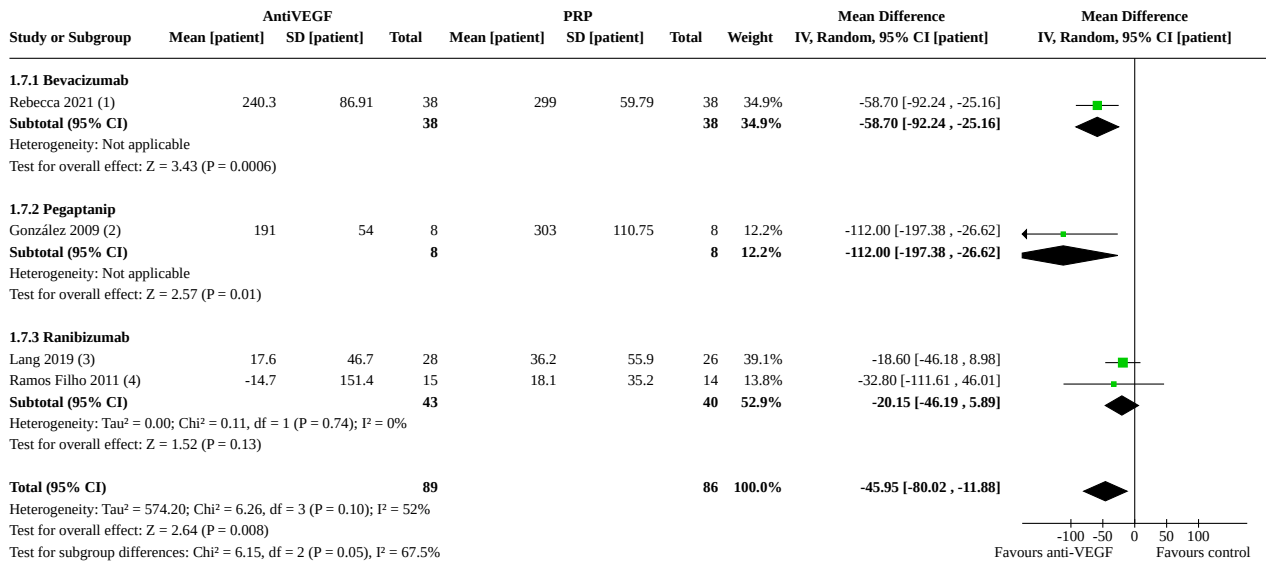 AntiVEGF PRP Mean Difference Mean Difference
Study or Subgroup Mean [patient] SD [patient] Total Mean [patient] SD [patient] Total Weight IV, Random, 95% CI [patient] IV, Random, 95% CI [patient]
1.7.1 Bevacizumab
Rebecca 2021 (1) 240.3 86.91 38 299 59.79 38 34.9% -58.70 [-92.24 , -25.16]
Subtotal (95% CI) 38 38 34.9% -58.70 [-92.24 , -25.16]
Heterogeneity: Not applicable
Test for overall effect: Z = 3.43 (P = 0.0006)
1.7.2 Pegaptanip
González 2009 (2) 191 54 8 303 110.75 8 12.2% -112.00 [-197.38 , -26.62]
Subtotal (95% CI) 8 8 12.2% -112.00 [-197.38 , -26.62]
Heterogeneity: Not applicable
Test for overall effect: Z = 2.57 (P = 0.01)
1.7.3 Ranibizumab
Lang 2019 (3) 17.6 46.7 28 36.2 55.9 26 39.1% -18.60 [-46.18 , 8.98]
Ramos Filho 2011 (4) -14.7 151.4 15 18.1 35.2 14 13.8% -32.80 [-111.61 , 46.01]
Subtotal (95% CI) 43 40 52.9% -20.15 [-46.19 , 5.89]
Heterogeneity: Tau² = 0.00; Chi² = 0.11, df = 1 (P = 0.74); I² = 0%
Test for overall effect: Z = 1.52 (P = 0.13)
Total (95% CI) 89 86 100.0% -45.95 [-80.02 , -11.88]
Heterogeneity: Tau² = 574.20; Chi² = 6.26, df = 3 (P = 0.10); I² = 52%
Test for overall effect: Z = 2.64 (P = 0.008)
Test for subgroup differences: Chi² = 6.15, df = 2 (P = 0.05), I² = 67.5%
-100 -50 0 50 100
Favours anti-VEGF Favours control